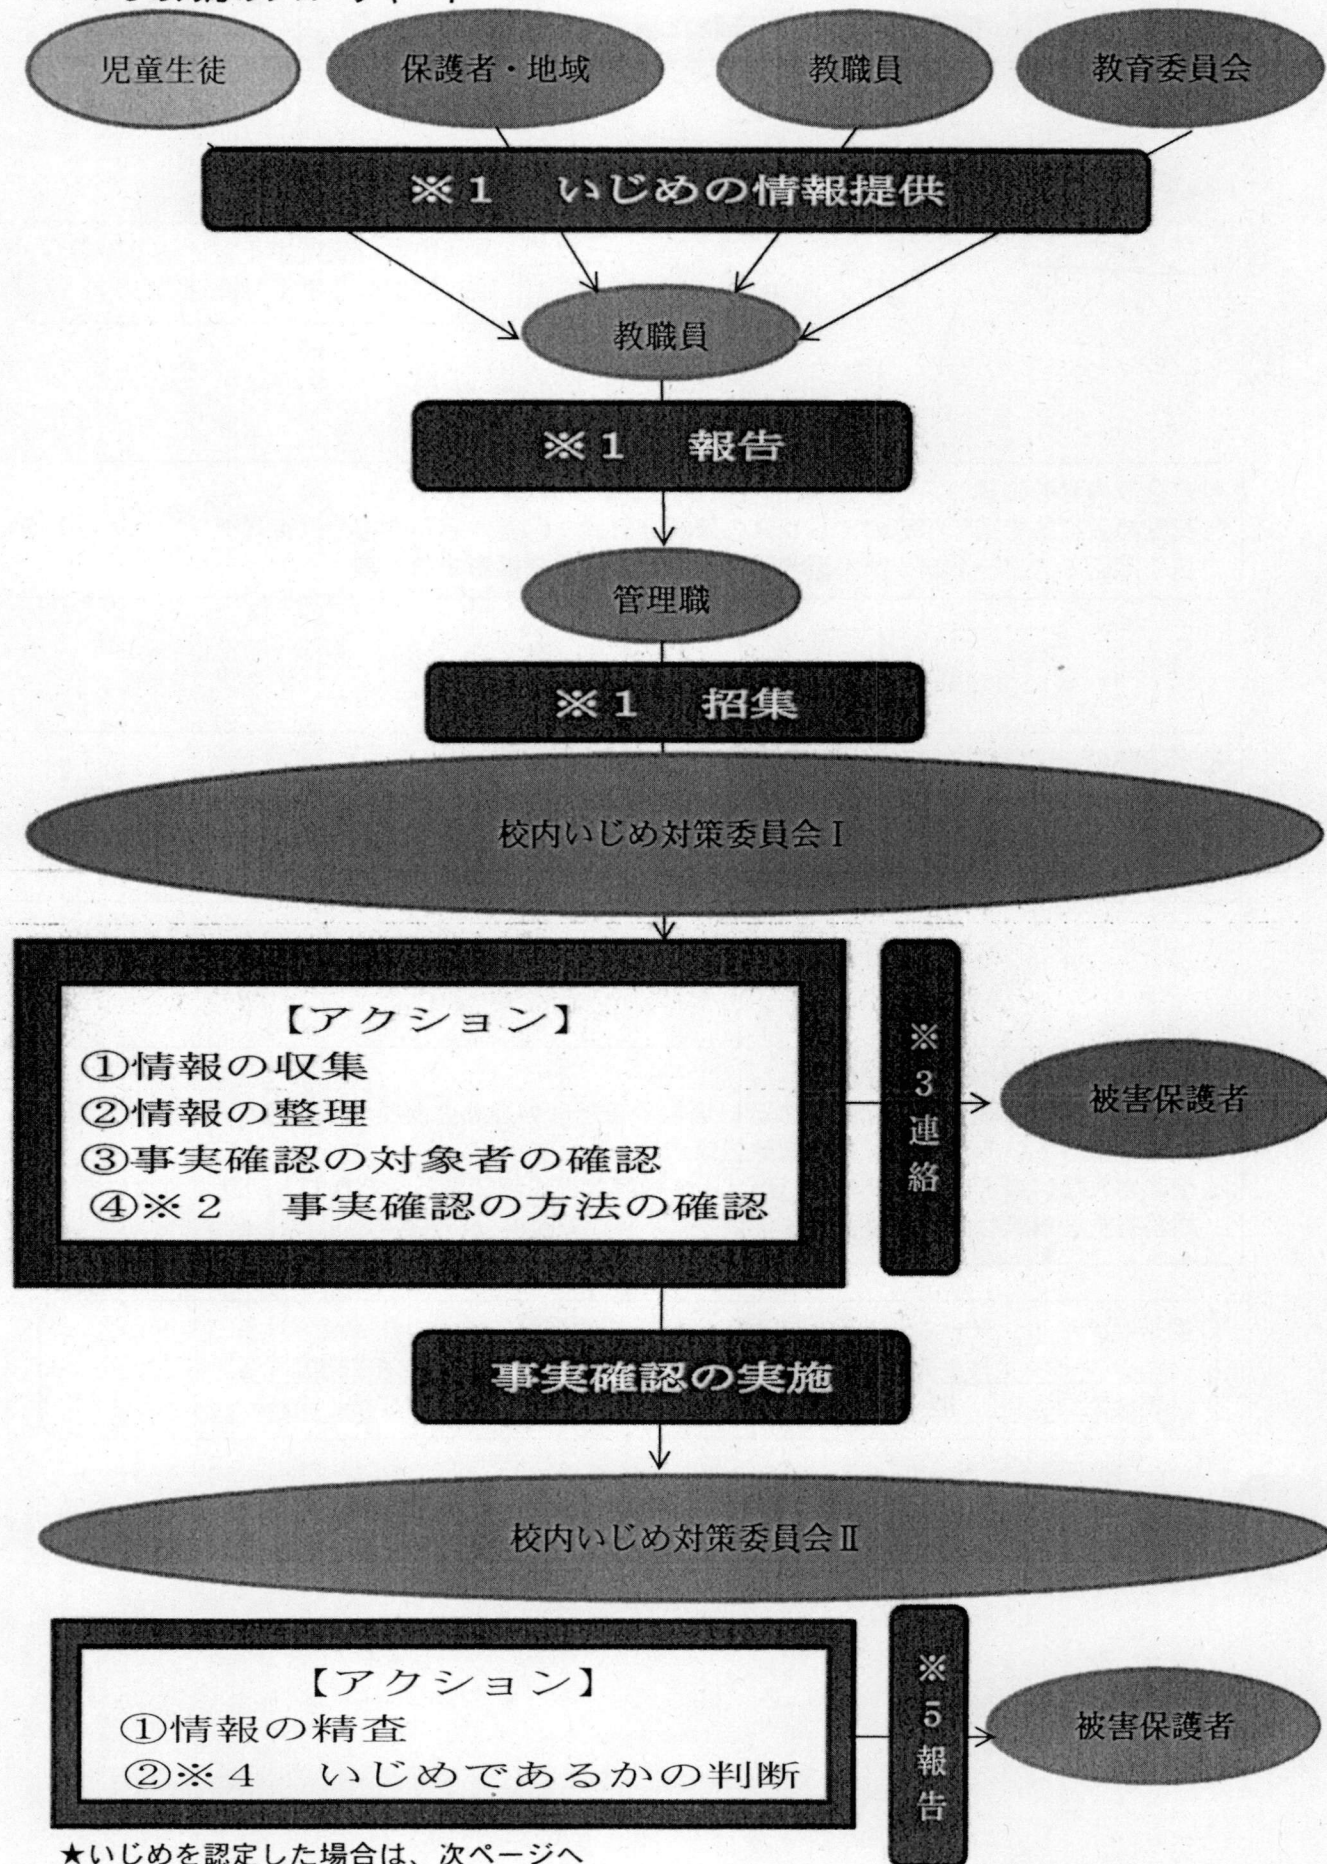 児童生徒
保護者・地域
教職員
教育委員会
※1 いじめの情報提供
教職員
※1 報告
管理職
※1 招集
校内いじめ対策委員会Ⅰ
【アクション】
①情報の収集
②情報の整理
③事実確認の対象者の確認
④※2 事実確認の方法の確認
※3連絡
被害保護者
事実確認の実施
校内いじめ対策委員会Ⅱ
【アクション】
①情報の精査
②※4 いじめであるかの判断
※5報告
被害保護者
★いじめを認定した場合は、次ページへ